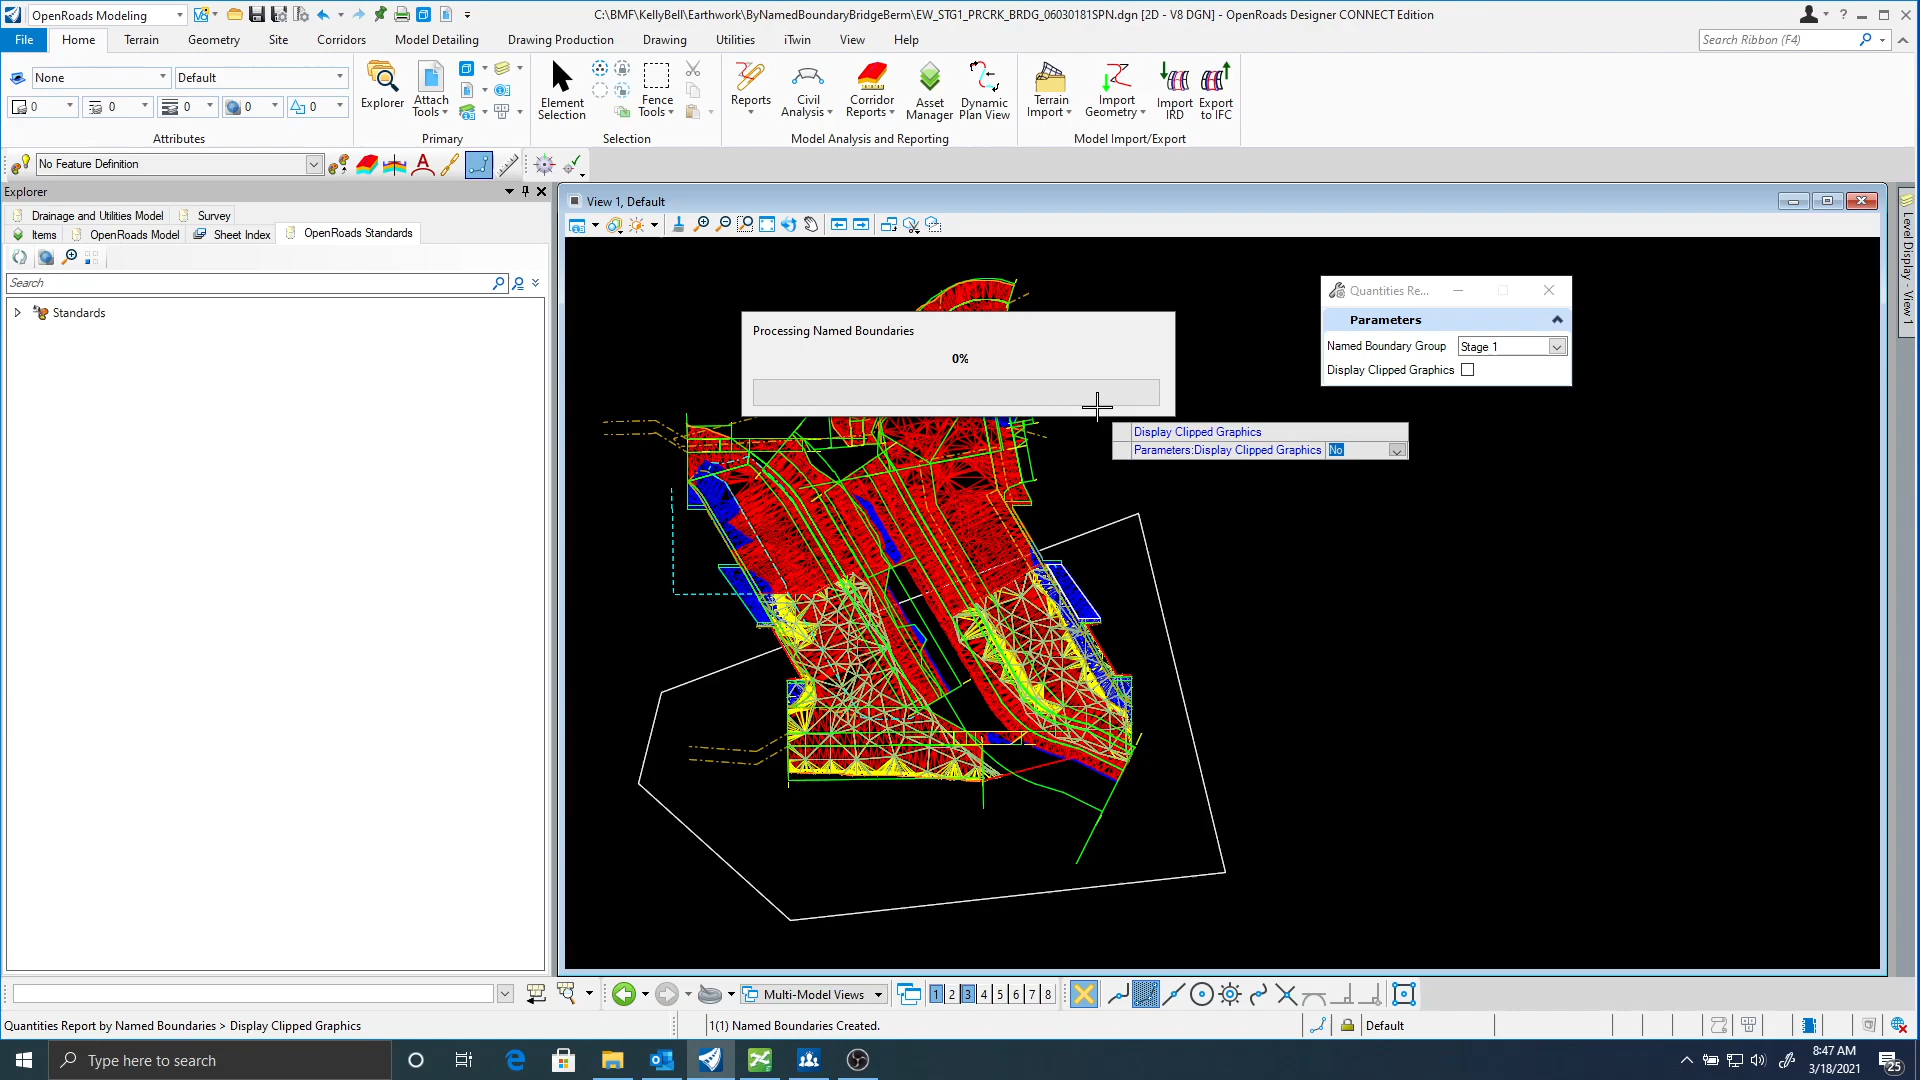 OpenRoads Modeling
C:\BMF\KellyBell\Earthwork\ByNamedBoundaryBridgeBerm\EW_STG1_PRCRK_BRDG_06030181SPN.dgn [2D - V8 DGN] - OpenRoads Designer CONNECT Edition
File Home Terrain Geometry Site Corridors Model Detailing Drawing Production Drawing Utilities iTwin View Help
Search Ribbon (F4)
None
Default
0 0 0 0 0
Attributes
Explorer
Attach Tools
Primary
Element Selection
Fence Tools
Selection
Reports
Civil Analysis
Corridor Reports
Asset Manager
Dynamic Plan View
Model Analysis and Reporting
Terrain Import
Import Geometry
Import IRD
Export to IFC
Model Import/Export
No Feature Definition
Explorer
Drainage and Utilities Model Survey
Items OpenRoads Model Sheet Index OpenRoads Standards
Search
Standards
View 1, Default
Processing Named Boundaries
0%
Quantities Re...
Parameters
Named Boundary Group Stage 1
Display Clipped Graphics
Display Clipped Graphics
Parameters:Display Clipped Graphics No
Level Display - View 1
Multi-Model Views
1 2 3 4 5 6 7 8
Quantities Report by Named Boundaries > Display Clipped Graphics
1(1) Named Boundaries Created.
Default
Type here to search
8:47 AM
3/18/2021
25